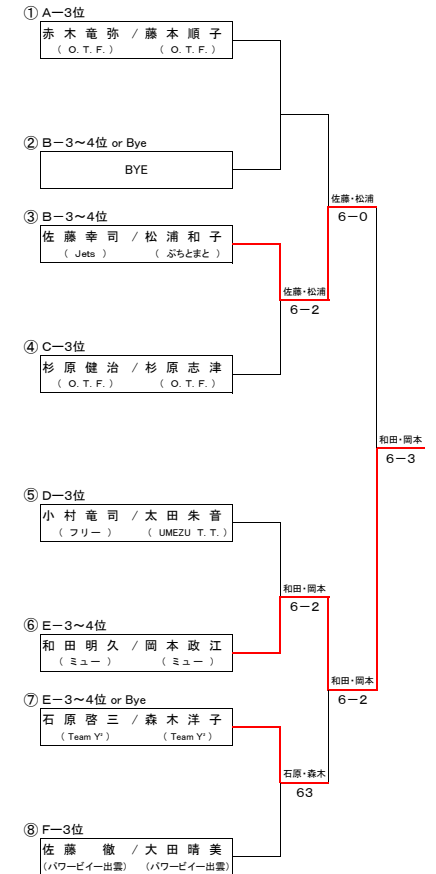 ① A－3位
赤 木 竜 弥 / 藤 本 順 子
( O. T. F. ) ( O. T. F. )
② B－3～4位 or Bye
BYE
佐藤・松浦
6－0
③ B－3～4位
佐 藤 幸 司 / 松 浦 和 子
( Jets ) ( ぷちとまと )
佐藤・松浦
6－2
④ C－3位
杉 原 健 治 / 杉 原 志 津
( O. T. F. ) ( O. T. F. )
和田・岡本
6－3
⑤ D－3位
小 村 竜 司 / 太 田 朱 音
( フリー ) ( UMEZU T. T. )
和田・岡本
6－2
⑥ E－3～4位
和 田 明 久 / 岡 本 政 江
( ミュー ) ( ミュー )
和田・岡本
6－2
⑦ E－3～4位 or Bye
石 原 啓 三 / 森 木 洋 子
( Team Y² ) ( Team Y² )
石原・森木
63
⑧ F－3位
佐 藤 徹 / 大 田 晴 美
(パワービイー出雲) (パワービイー出雲)